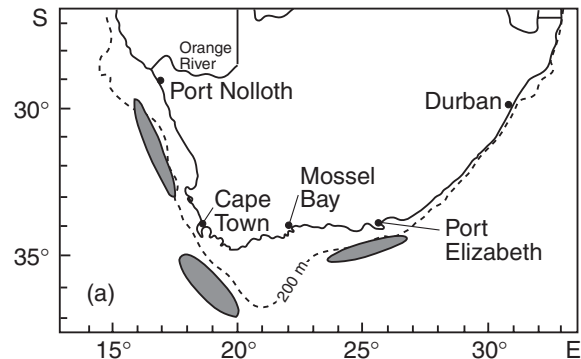 S
Orange
River
Port Nolloth
30°
Durban
Mossel
Bay
Cape
Town
Port
Elizabeth
35°
(a)
200 m
15° 20° 25° 30° E